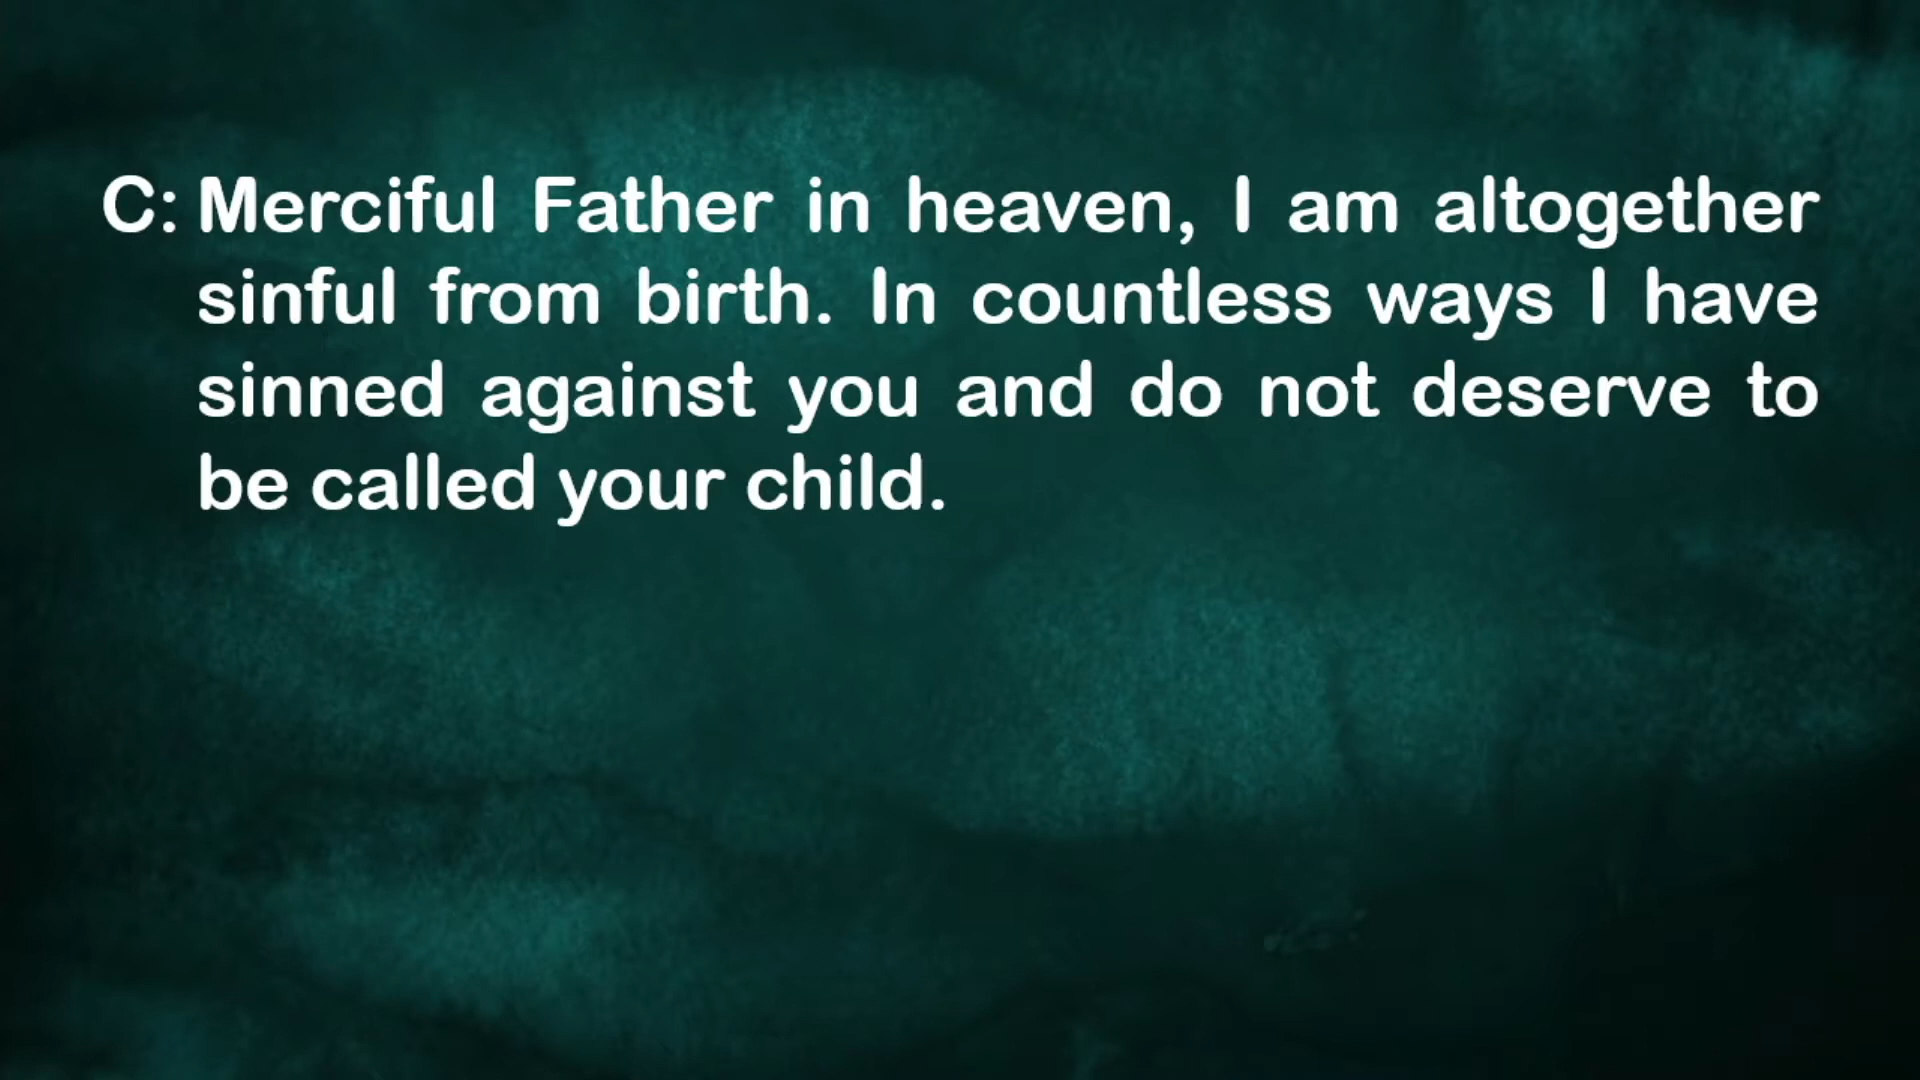 C: Merciful Father in heaven, I am altogether
sinful from birth. In countless ways I have
sinned against you and do not deserve to
be called your child.